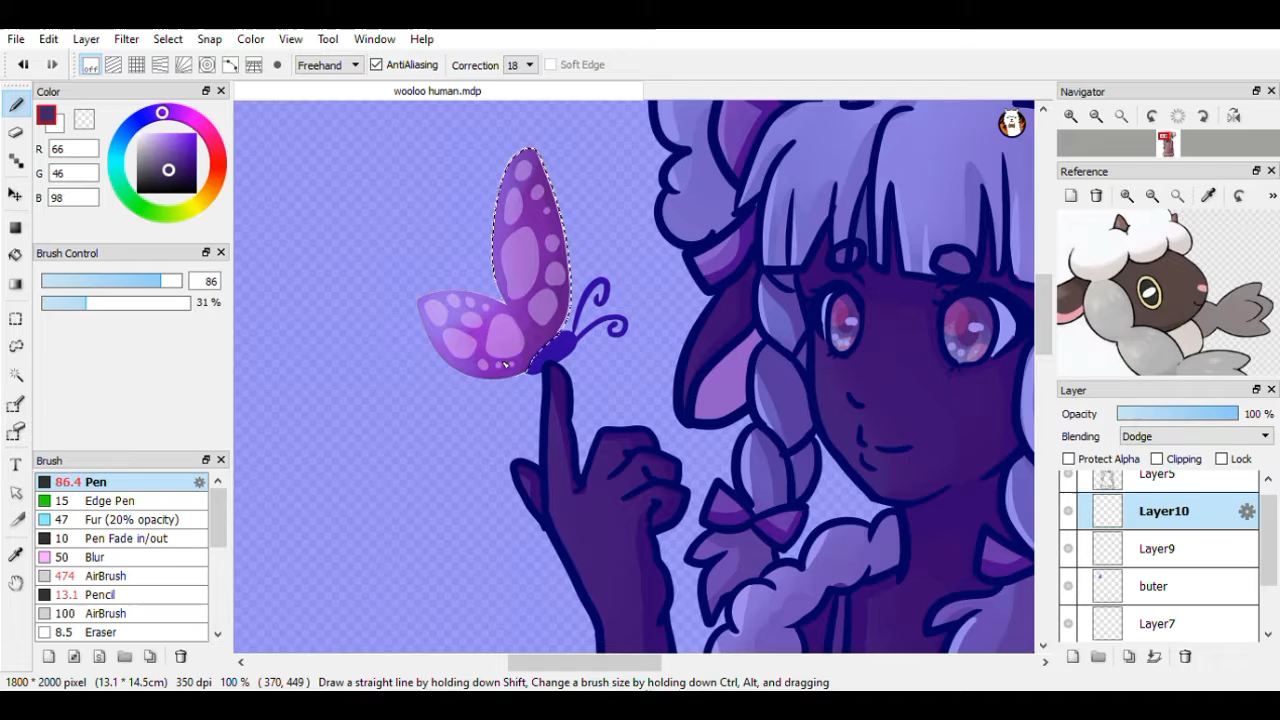 File Edit Layer Filter Select Snap Color View Tool Window Help
off Freehand AntiAliasing Correction 18 Soft Edge
Color
wooloo human.mdp
Navigator
R 66
G 46
B 98
Reference
Brush Control
86
31 %
Layer
Opacity 100 %
Blending Dodge
Protect Alpha Clipping Lock
Layer5
Layer10
Layer9
buter
Layer7
Brush
86.4 Pen
15 Edge Pen
47 Fur (20% opacity)
10 Pen Fade in/out
50 Blur
474 AirBrush
13.1 Pencil
100 AirBrush
8.5 Eraser
1800 * 2000 pixel (13.1 * 14.5cm) 350 dpi 100 % ( 370, 449 ) Draw a straight line by holding down Shift, Change a brush size by holding down Ctrl, Alt, and dragging